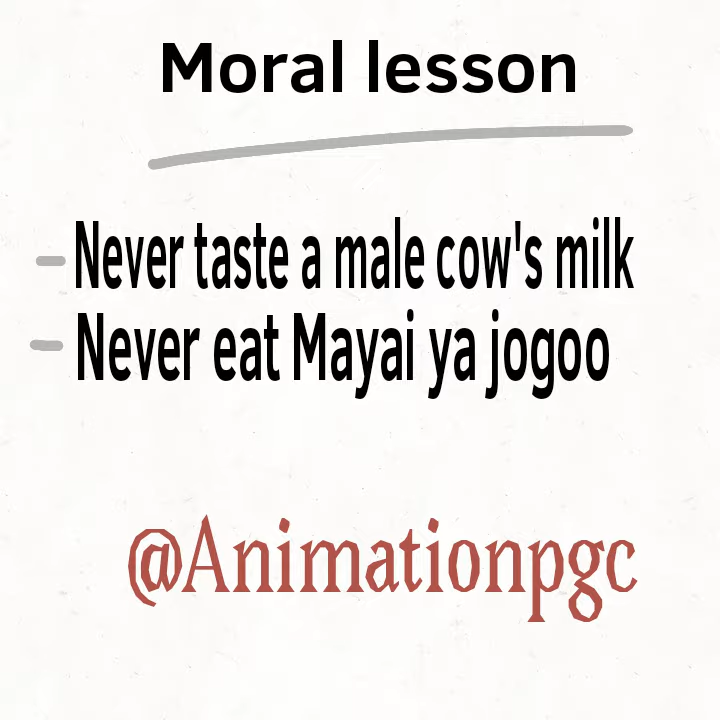 Moral lesson
- Never taste a male cow's milk
- Never eat Mayai ya jogoo
@Animationpgc